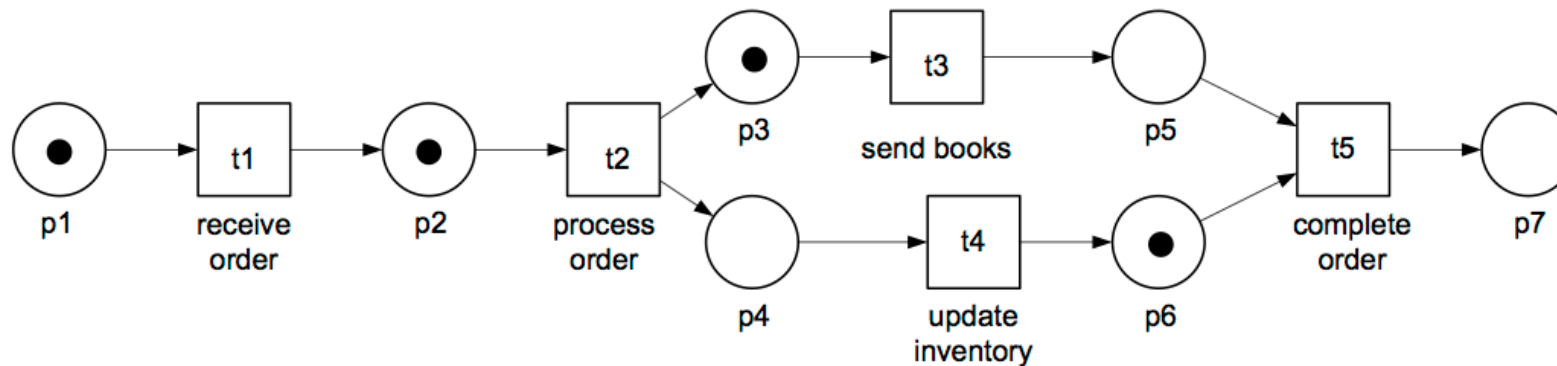 p1
t1
receive
order
p2
t2
process
order
p3
t3
send books
p5
p4
t4
update
inventory
p6
t5
complete
order
p7